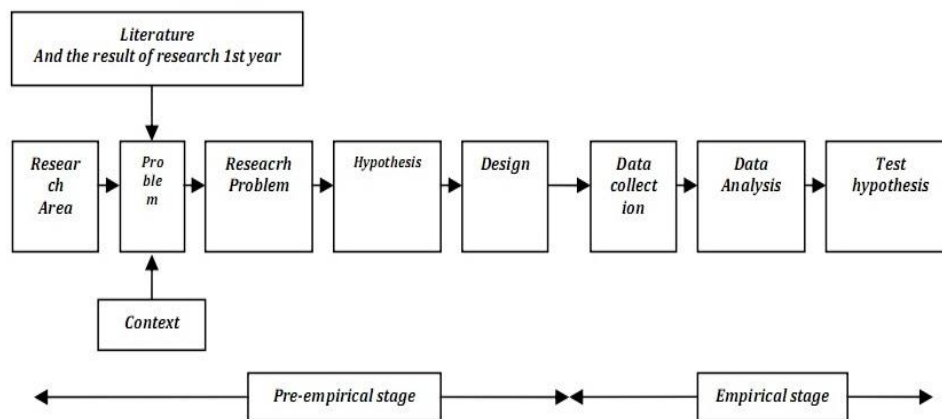 Literature
And the result of research 1st year
Resear
ch
Area
Pro
ble
m
Reseacrh
Problem
Hypothesis
Design
Data
collect
ion
Data
Analysis
Test
hypothesis
Context
Pre-empirical stage
Empirical stage